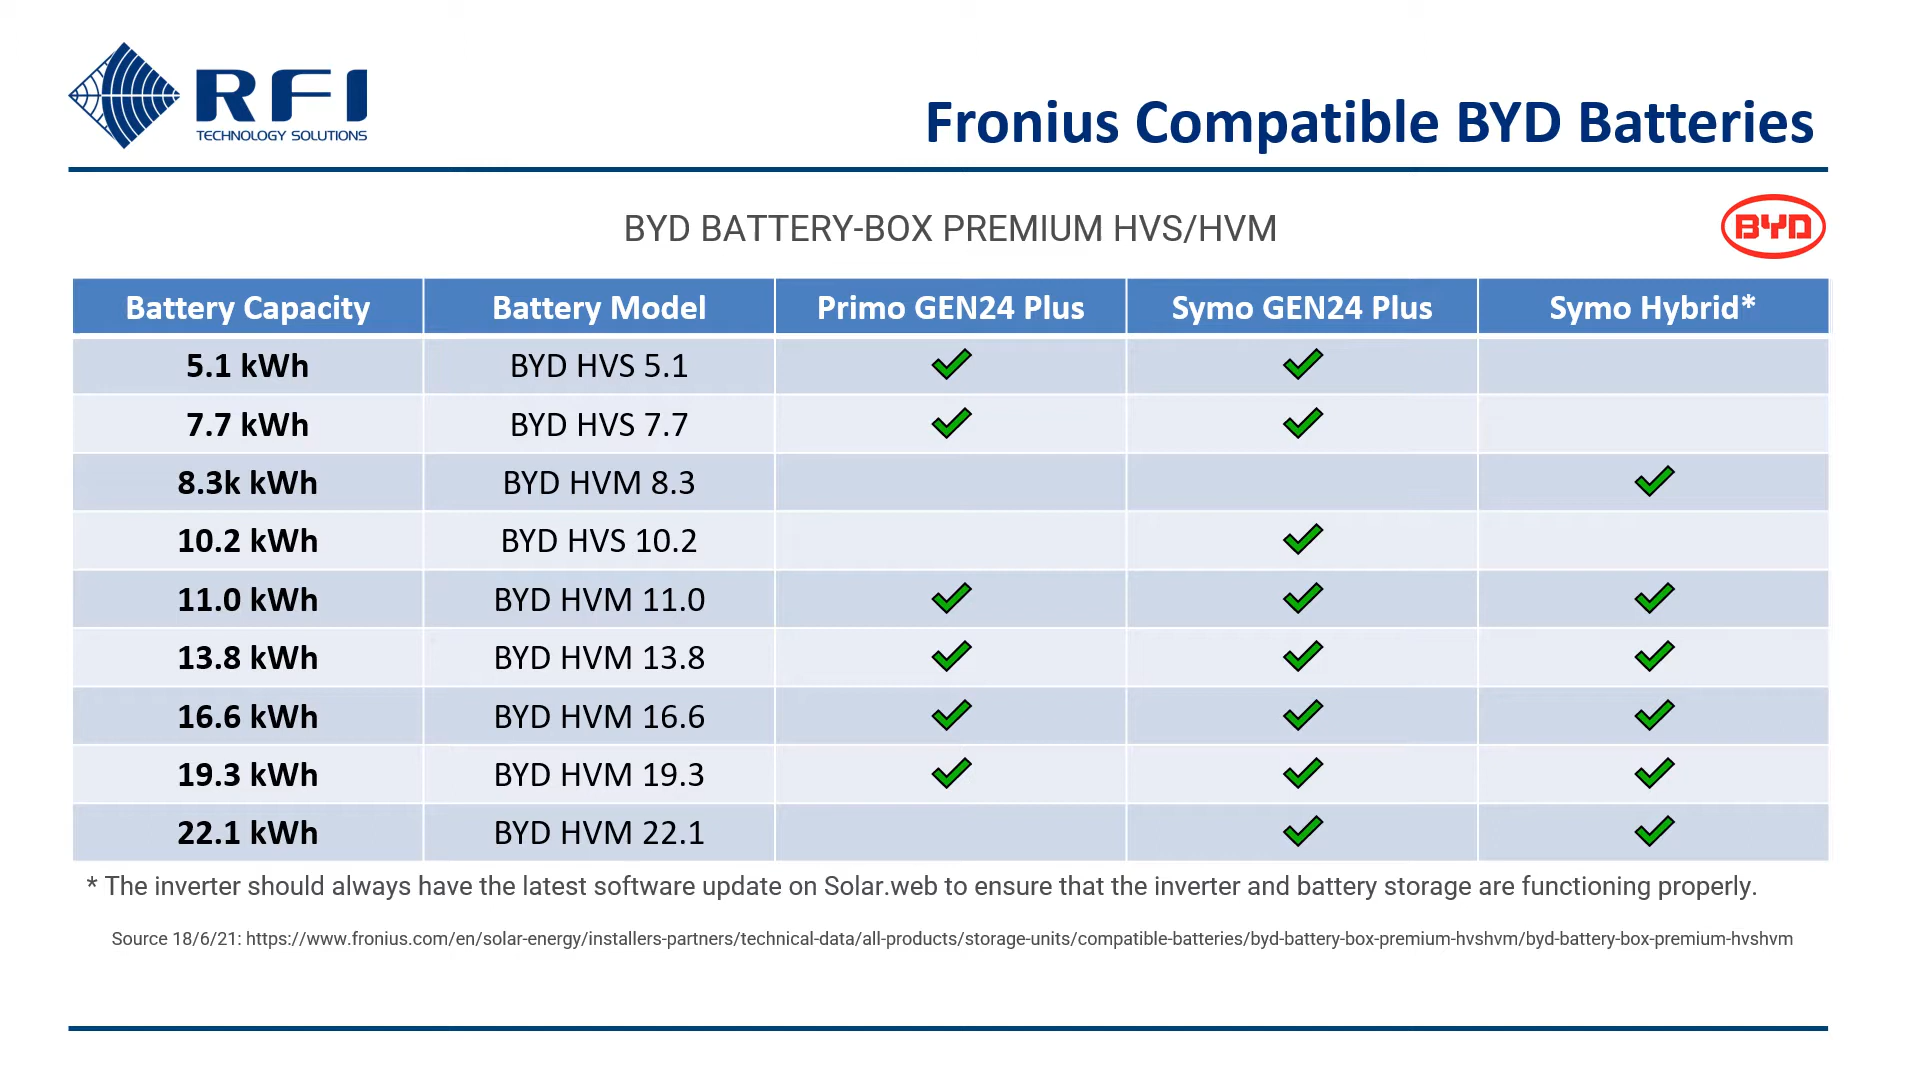 RFI
TECHNOLOGY SOLUTIONS
Fronius Compatible BYD Batteries
BYD BATTERY-BOX PREMIUM HVS/HVM
BYD
Battery Capacity Battery Model Primo GEN24 Plus Symo GEN24 Plus Symo Hybrid*
5.1 kWh BYD HVS 5.1
7.7 kWh BYD HVS 7.7
8.3k kWh BYD HVM 8.3
10.2 kWh BYD HVS 10.2
11.0 kWh BYD HVM 11.0
13.8 kWh BYD HVM 13.8
16.6 kWh BYD HVM 16.6
19.3 kWh BYD HVM 19.3
22.1 kWh BYD HVM 22.1
* The inverter should always have the latest software update on Solar.web to ensure that the inverter and battery storage are functioning properly.
Source 18/6/21: https://www.fronius.com/en/solar-energy/installers-partners/technical-data/all-products/storage-units/compatible-batteries/byd-battery-box-premium-hvshvm/byd-battery-box-premium-hvshvm